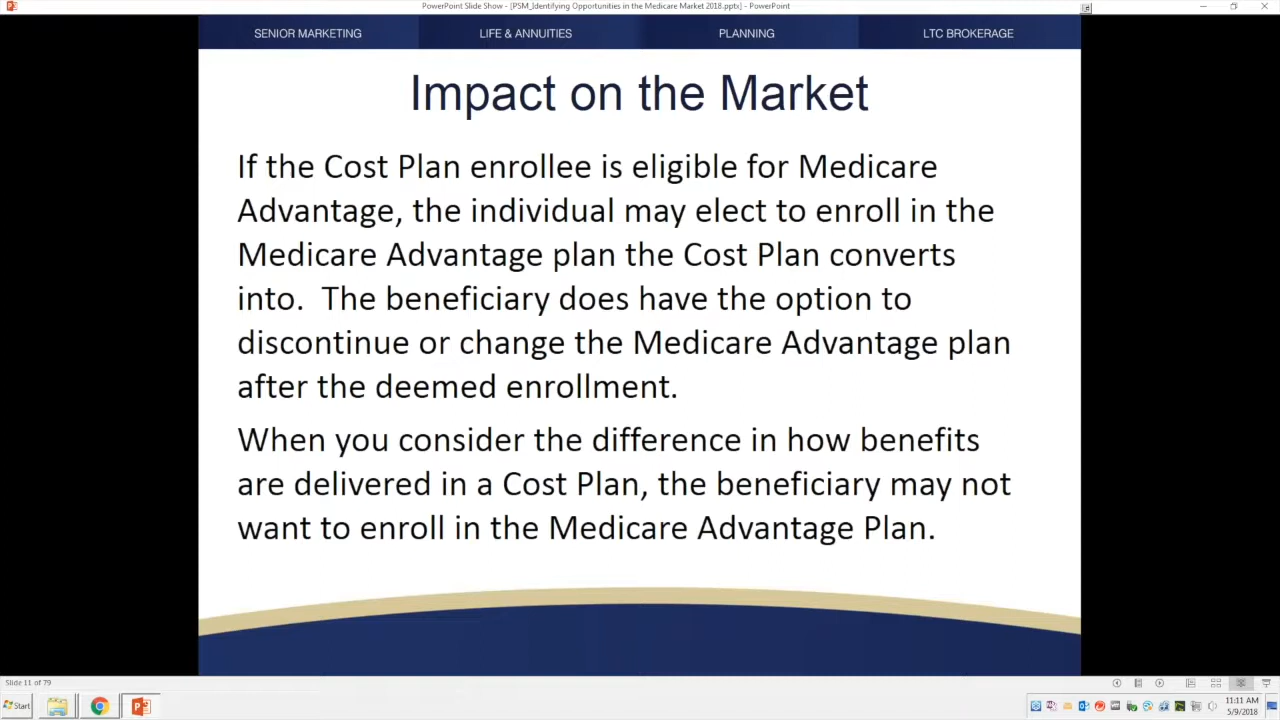 PowerPoint Slide Show - [PSM_Identifying Opportunities in the Medicare Market 2018.pptx] - PowerPoint
SENIOR MARKETING
LIFE & ANNUITIES
PLANNING
LTC BROKERAGE
Impact on the Market
If the Cost Plan enrollee is eligible for Medicare
Advantage, the individual may elect to enroll in the
Medicare Advantage plan the Cost Plan converts
into.  The beneficiary does have the option to
discontinue or change the Medicare Advantage plan
after the deemed enrollment.
When you consider the difference in how benefits
are delivered in a Cost Plan, the beneficiary may not
want to enroll in the Medicare Advantage Plan.
Slide 11 of 79
Start
11:11 AM
5/9/2018